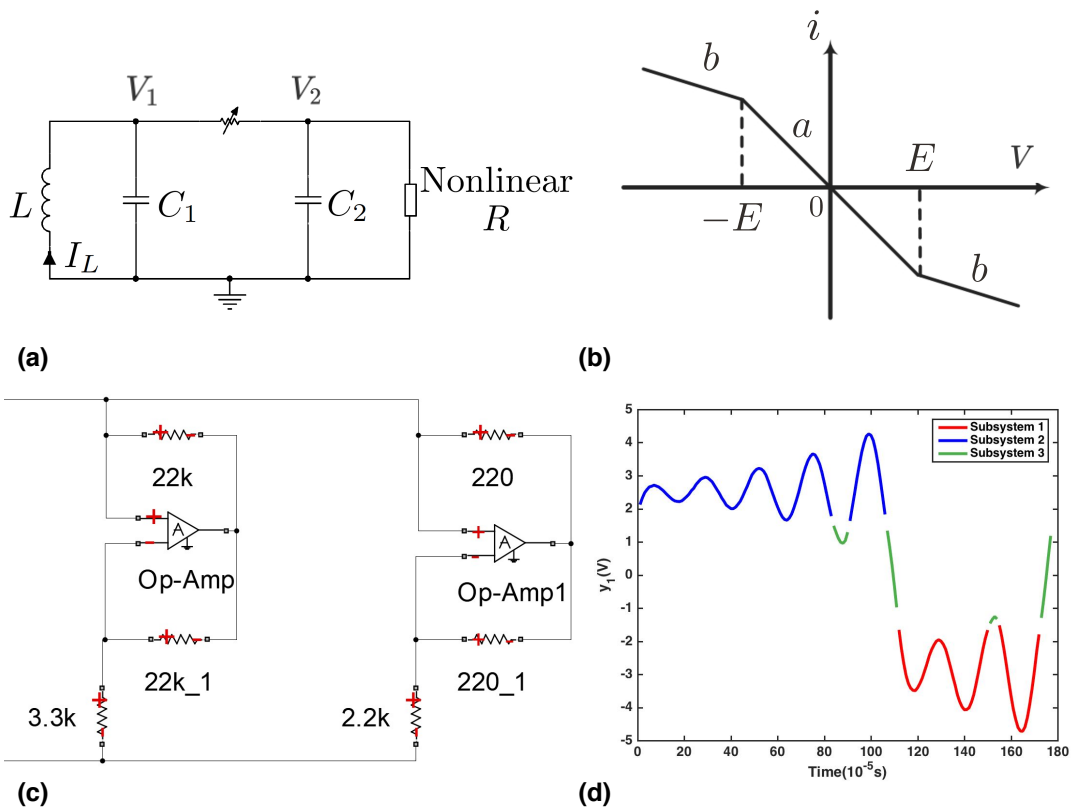 V1 V2
L C1 C2 Nonlinear
R
IL
(a)
i
b
a
E V
0
−E
b
(b)
22k 220
A A
Op-Amp Op-Amp1
22k_1 220_1
3.3k 2.2k
(c)
5
4
3
2
1
0
-1
-2
-3
-4
-5
y1(V)
Subsystem 1
Subsystem 2
Subsystem 3
0 20 40 60 80 100 120 140 160 180
Time(10-5s)
(d)